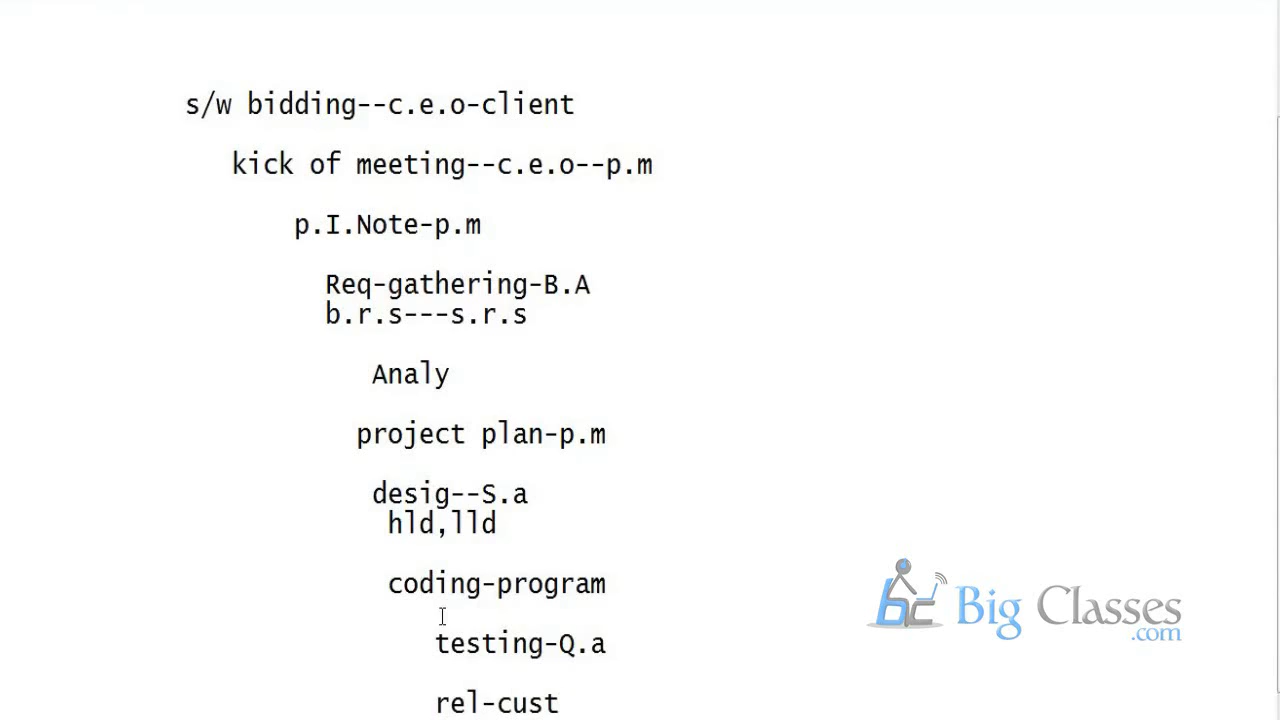 s/w bidding--c.e.o-client
kick of meeting--c.e.o--p.m
p.I.Note-p.m
Req-gathering-B.A
b.r.s---s.r.s
Analy
project plan-p.m
desig--S.a
hld,lld
coding-program
testing-Q.a
rel-cust
bc Big Classes
.com